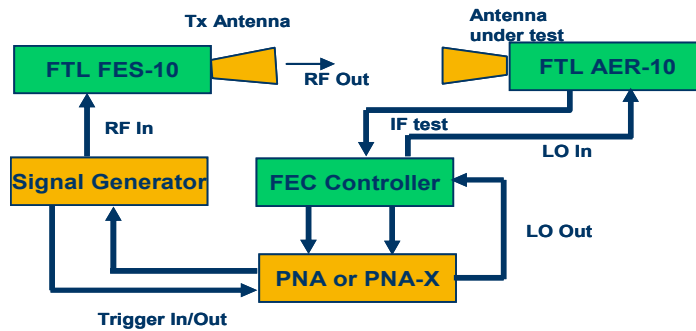 Tx Antenna
Antenna
under test
FTL FES-10
RF Out
FTL AER-10
RF In
IF test
LO In
Signal Generator
FEC Controller
LO Out
PNA or PNA-X
Trigger In/Out